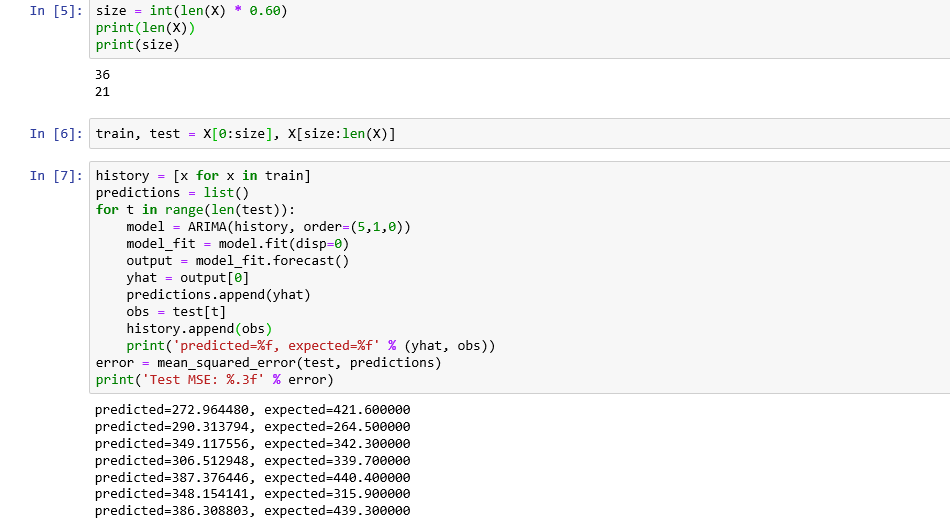 In [5]: size = int(len(X) * 0.60)
print(len(X))
print(size)
36
21
In [6]: train, test = X[0:size], X[size:len(X)]
In [7]: history = [x for x in train]
predictions = list()
for t in range(len(test)):
    model = ARIMA(history, order=(5,1,0))
    model_fit = model.fit(disp=0)
    output = model_fit.forecast()
    yhat = output[0]
    predictions.append(yhat)
    obs = test[t]
    history.append(obs)
    print('predicted=%f, expected=%f' % (yhat, obs))
error = mean_squared_error(test, predictions)
print('Test MSE: %.3f' % error)
predicted=272.964480, expected=421.600000
predicted=290.313794, expected=264.500000
predicted=349.117556, expected=342.300000
predicted=306.512948, expected=339.700000
predicted=387.376446, expected=440.400000
predicted=348.154141, expected=315.900000
predicted=386.308803, expected=439.300000